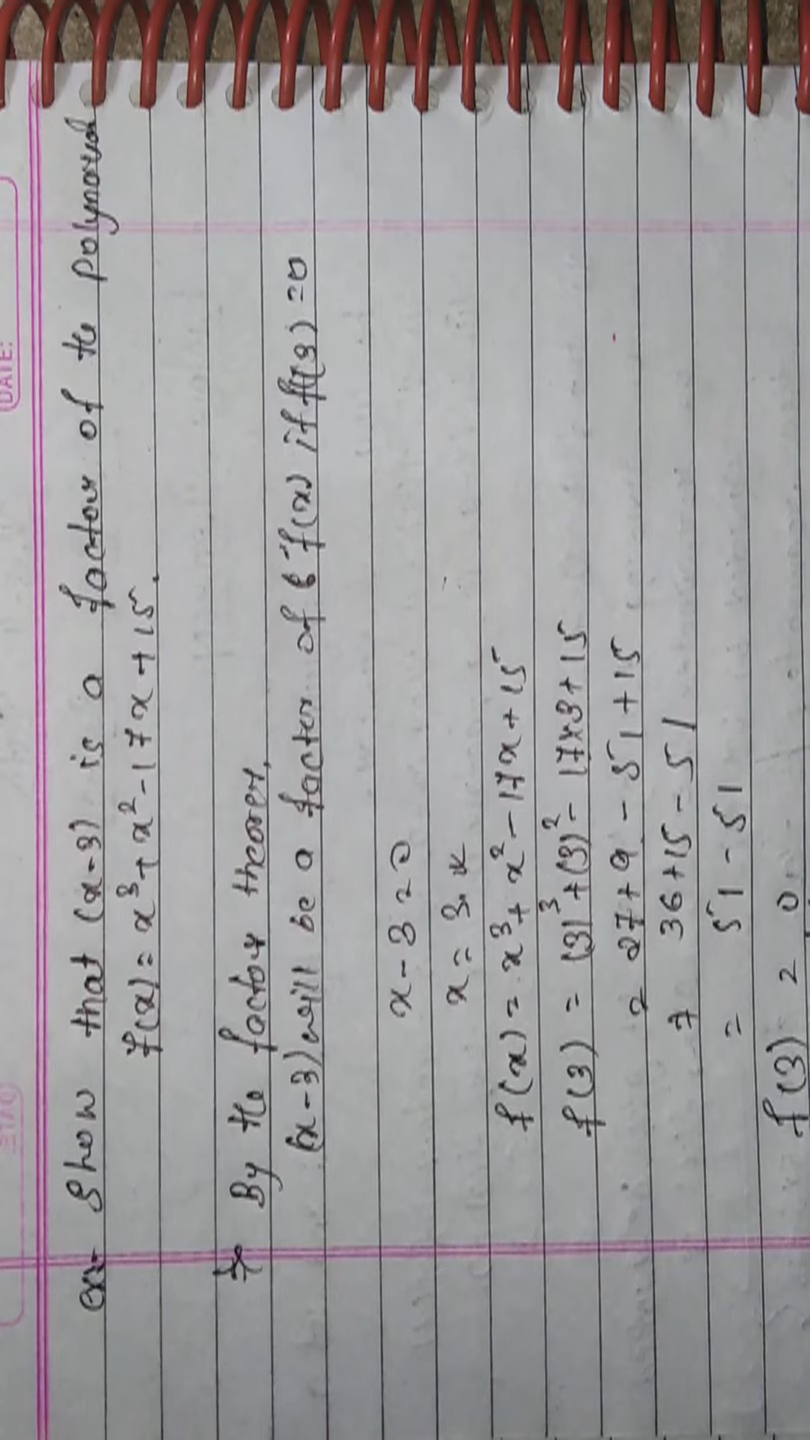 DATE:
ex- Show that (x-3) is a factor of the polynomial
f(x) = x³ + x² - 17x + 15.
By the factor theorem,
(x-3) will be a factor of f(x) if f(3) = 0
x - 3 = 0
x = 3
f(x) = x³ + x² - 17x + 15
f(3) = (3)³ + (3)² - 17×3 + 15
= 27 + 9 - 51 + 15
= 36 + 15 - 51
= 51 - 51
f(3) = 0